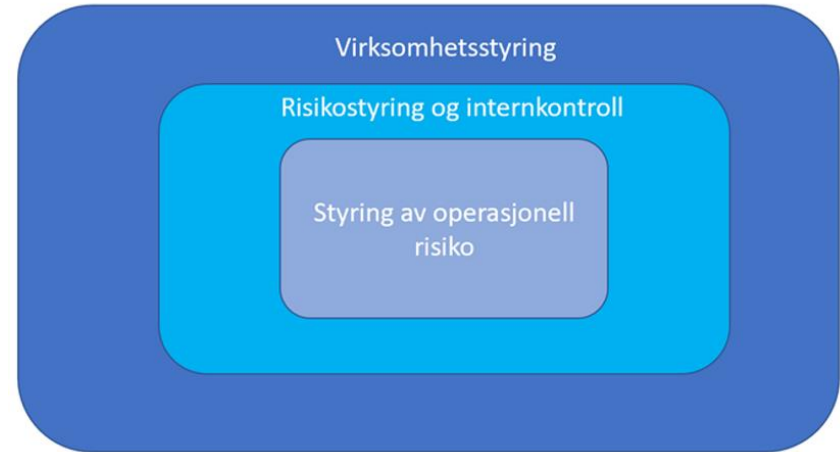 Virksomhetsstyring
Risikostyring og internkontroll
Styring av operasjonell
risiko